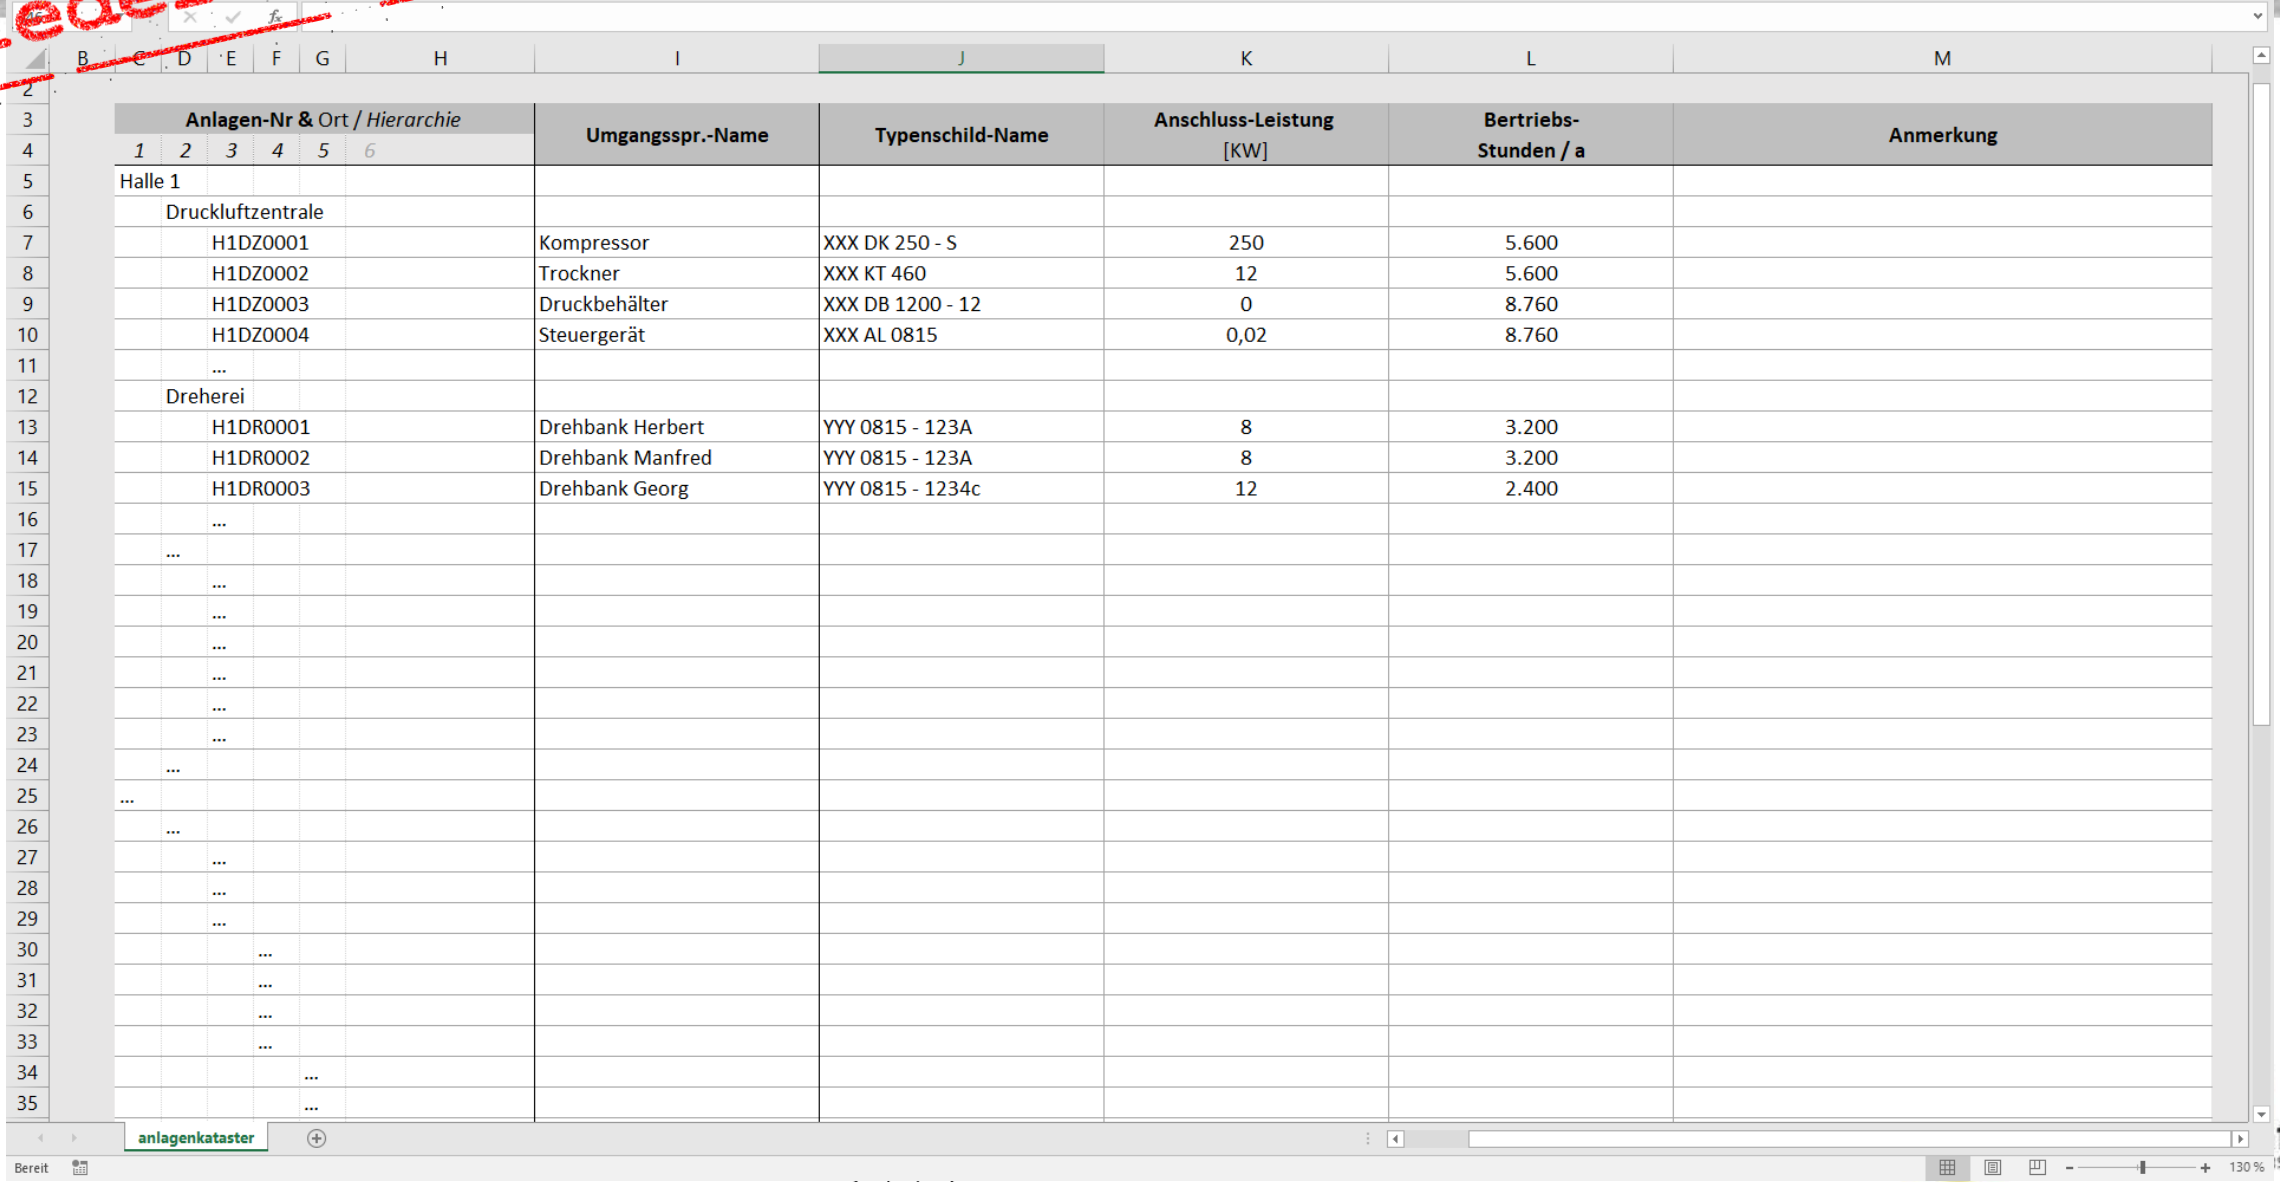 fx
B C D E F G H I J K L M
2
3 Anlagen-Nr & Ort / Hierarchie Umgangsspr.-Name Typenschild-Name Anschluss-Leistung Bertriebs- Anmerkung
4 1 2 3 4 5 6 [KW] Stunden / a
5 Halle 1
6 Druckluftzentrale
7 H1DZ0001 Kompressor XXX DK 250 - S 250 5.600
8 H1DZ0002 Trockner XXX KT 460 12 5.600
9 H1DZ0003 Druckbehälter XXX DB 1200 - 12 0 8.760
10 H1DZ0004 Steuergerät XXX AL 0815 0,02 8.760
11 ...
12 Dreherei
13 H1DR0001 Drehbank Herbert YYY 0815 - 123A 8 3.200
14 H1DR0002 Drehbank Manfred YYY 0815 - 123A 8 3.200
15 H1DR0003 Drehbank Georg YYY 0815 - 1234c 12 2.400
16 ...
17 ...
18 ...
19 ...
20 ...
21 ...
22 ...
23 ...
24 ...
25 ...
26 ...
27 ...
28 ...
29 ...
30 ...
31 ...
32 ...
33 ...
34 ...
35 ...
anlagenkataster
Bereit 130 %